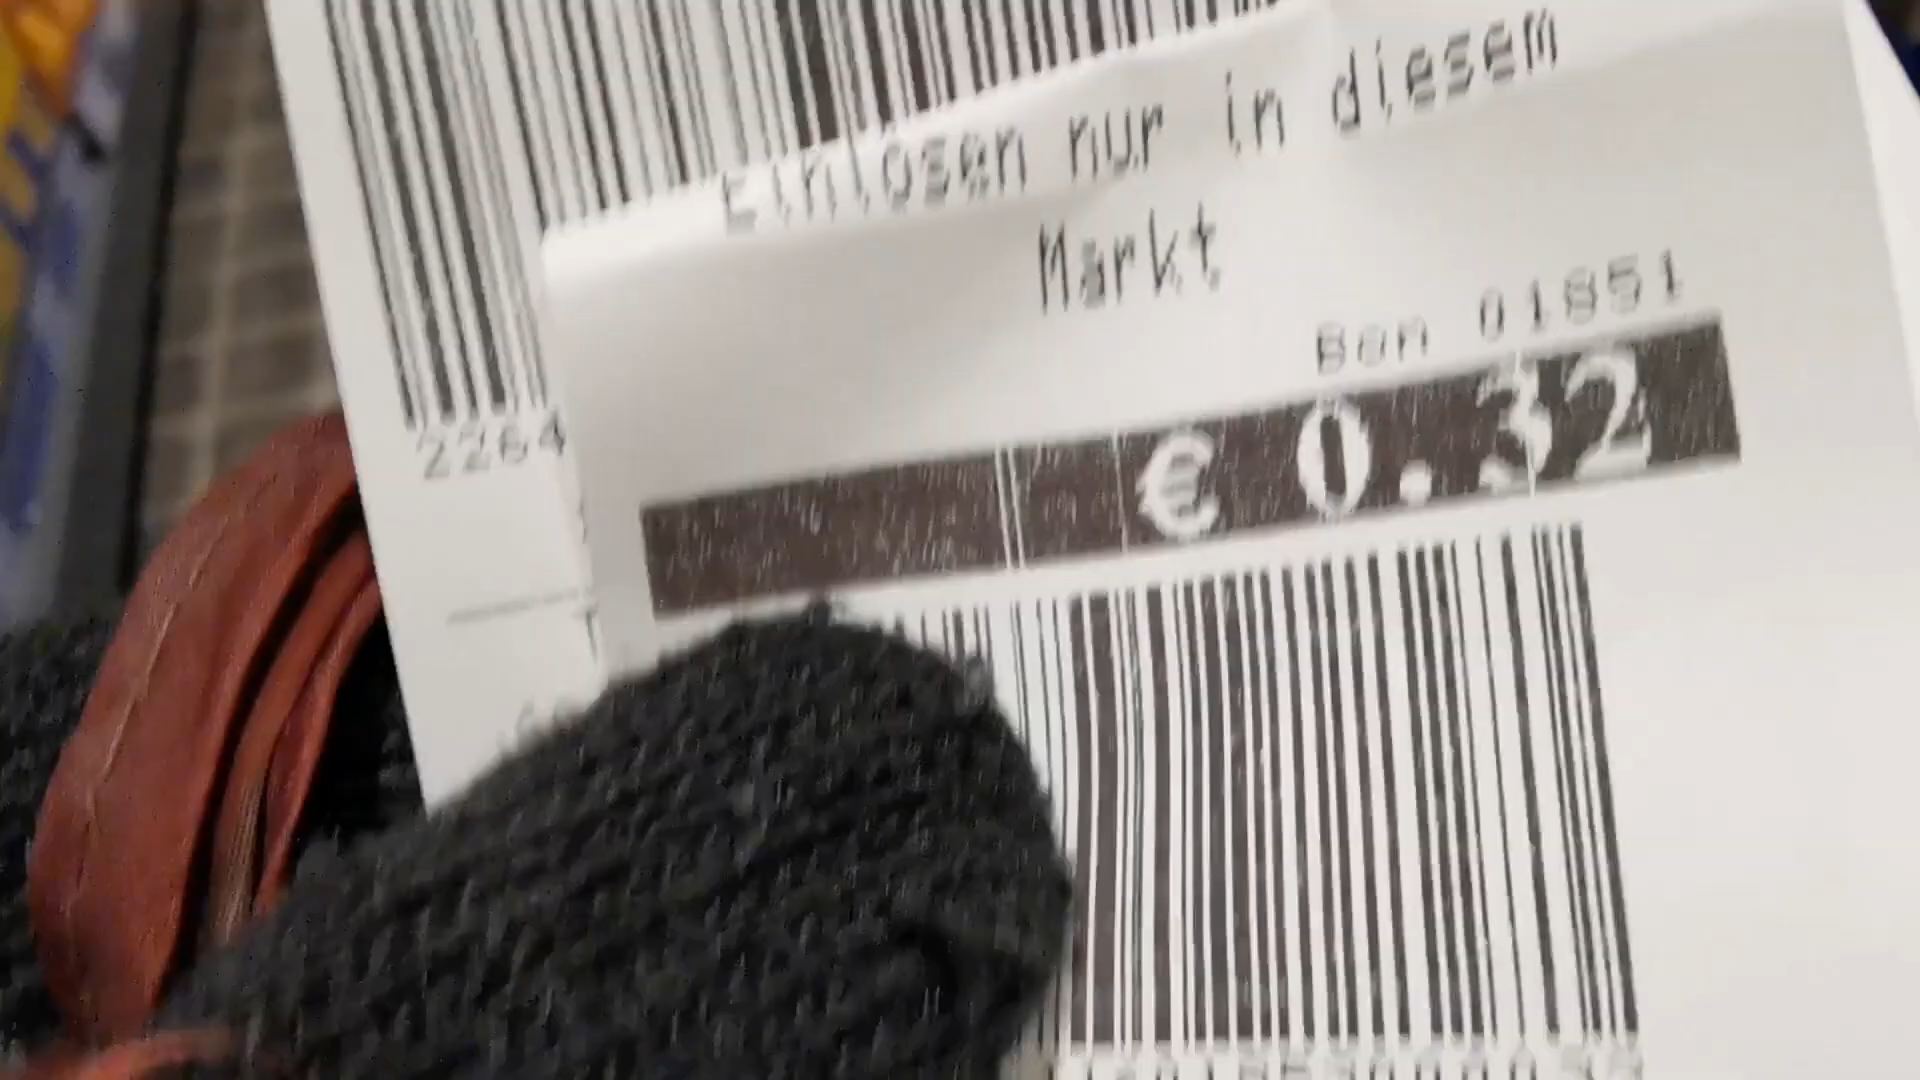 Einlösen nur in diesem
Markt
Bon 01851
€ 0.32
2264